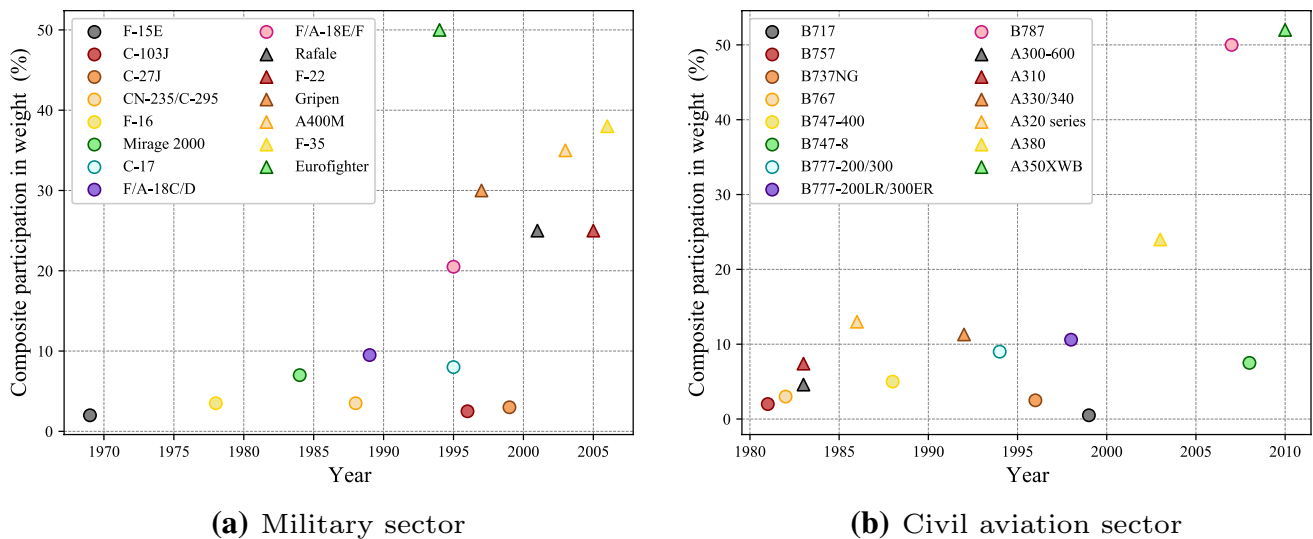 Composite participation in weight (%)
50
40
30
20
10
0
F-15E
C-103J
C-27J
CN-235/C-295
F-16
Mirage 2000
C-17
F/A-18C/D
F/A-18E/F
Rafale
F-22
Gripen
A400M
F-35
Eurofighter
1970 1975 1980 1985 1990 1995 2000 2005
Year
(a) Military sector
Composite participation in weight (%)
50
40
30
20
10
0
B717
B757
B737NG
B767
B747-400
B747-8
B777-200/300
B777-200LR/300ER
B787
A300-600
A310
A330/340
A320 series
A380
A350XWB
1980 1985 1990 1995 2000 2005 2010
Year
(b) Civil aviation sector